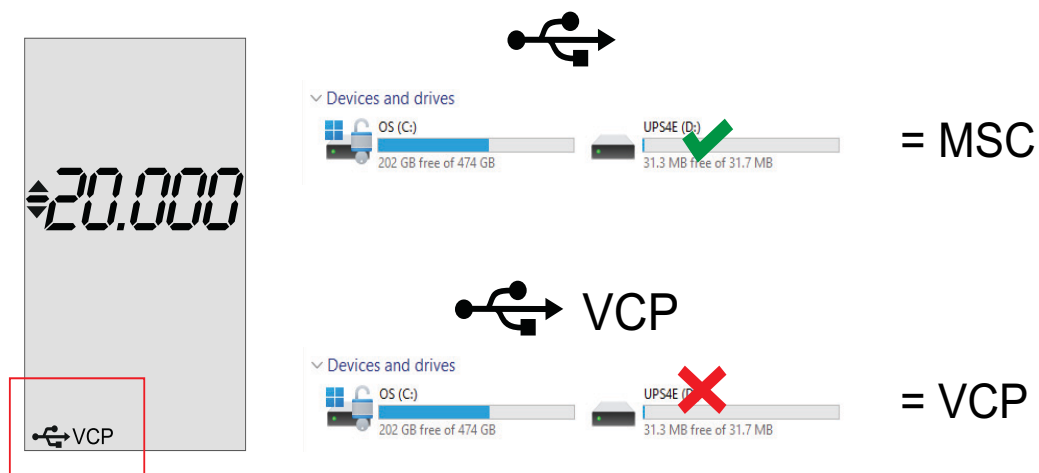 20.000
VCP
Devices and drives
OS (C:)
202 GB free of 474 GB
UPS4E (D:)
31.3 MB free of 31.7 MB
= MSC
VCP
Devices and drives
OS (C:)
202 GB free of 474 GB
UPS4E
31.3 MB free of 31.7 MB
= VCP